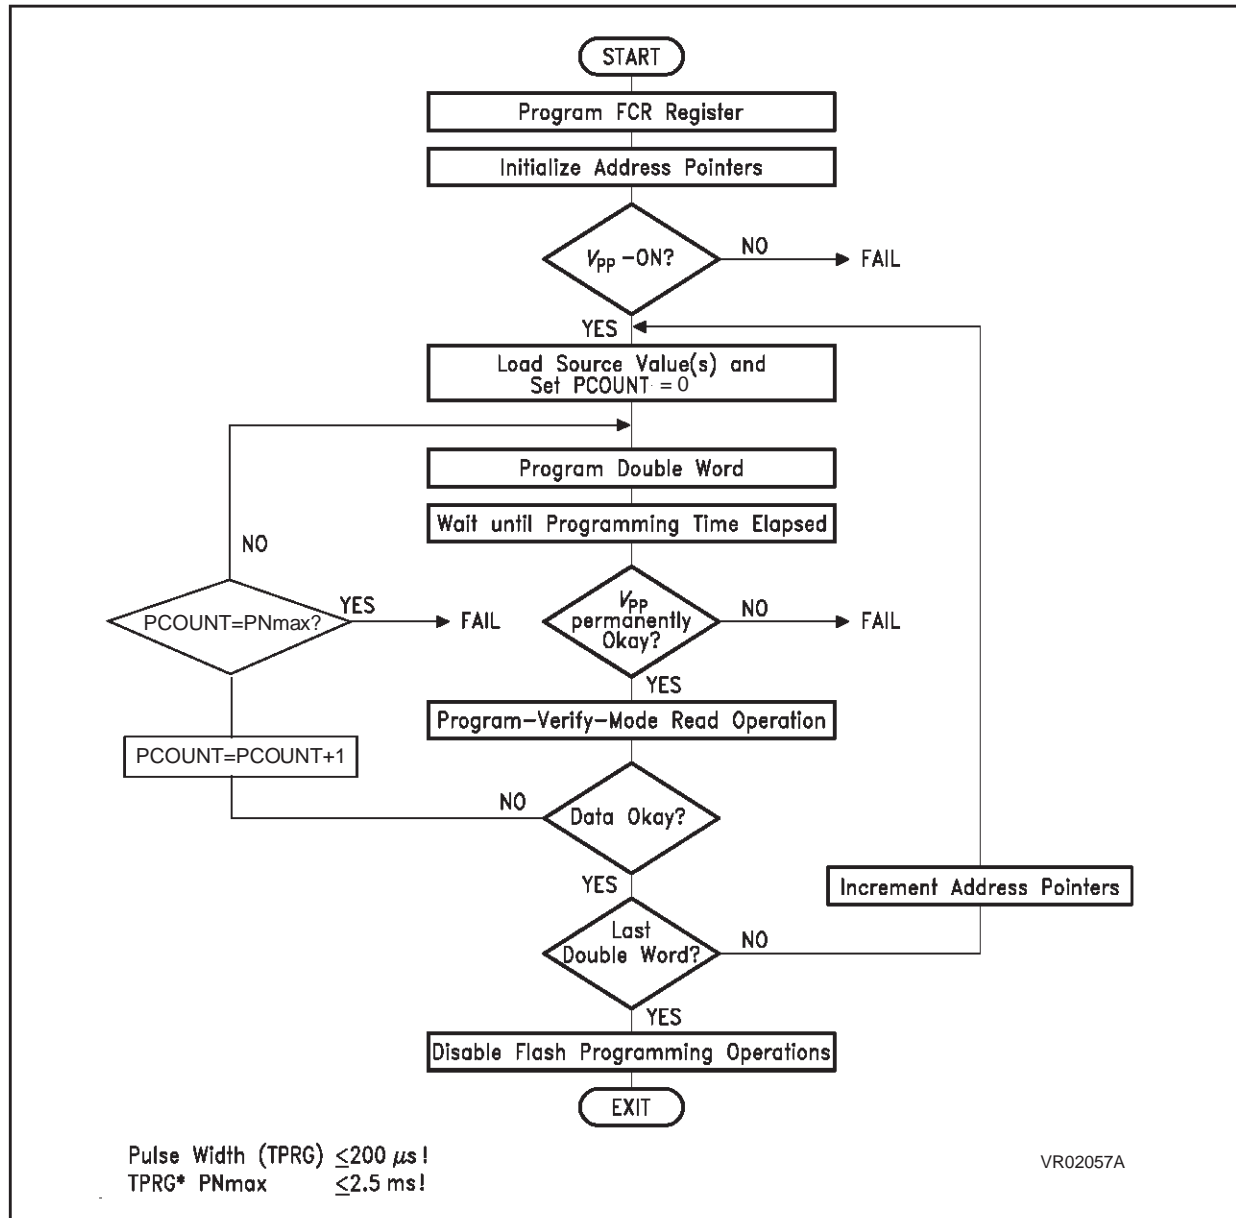 START
Program FCR Register
Initialize Address Pointers
VPP -ON?
NO
FAIL
YES
Load Source Value(s) and
Set PCOUNT = 0
Program Double Word
Wait until Programming Time Elapsed
NO
PCOUNT=PNmax?
YES
FAIL
VPP
permanently
Okay?
NO
FAIL
YES
Program-Verify-Mode Read Operation
PCOUNT=PCOUNT+1
NO
Data Okay?
YES
Increment Address Pointers
Last
Double Word?
NO
YES
Disable Flash Programming Operations
EXIT
Pulse Width (TPRG) ≤200 μs!
TPRG* PNmax ≤2.5 ms!
VR02057A